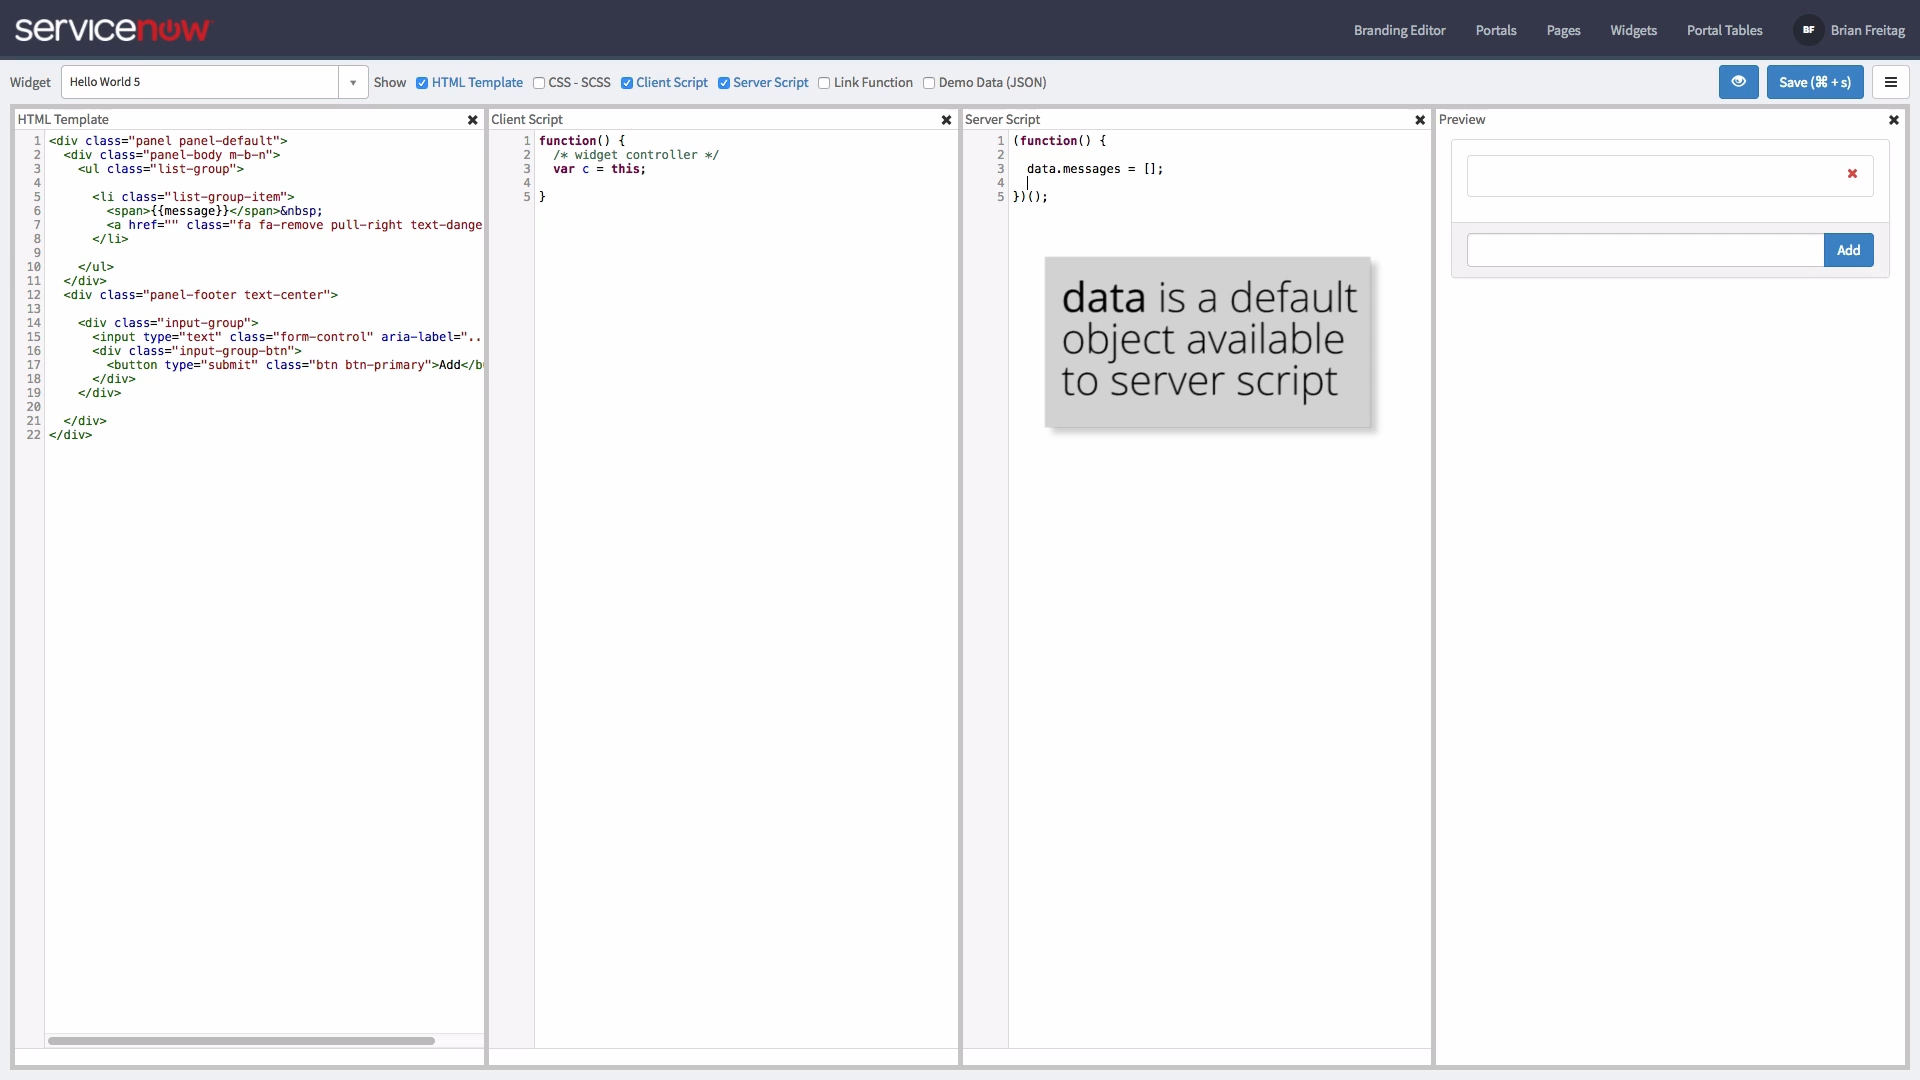 servicenow
Branding Editor
Portals
Pages
Widgets
Portal Tables
BF
Brian Freitag
Widget
Hello World 5
Show
HTML Template
CSS - SCSS
Client Script
Server Script
Link Function
Demo Data (JSON)
Save (⌘ + s)
HTML Template
1 <div class="panel panel-default">
2 <div class="panel-body m-b-n">
3 <ul class="list-group">
4
5 <li class="list-group-item">
6 <span>{{message}}</span>&nbsp;
7 <a href="" class="fa fa-remove pull-right text-dange
8 </li>
9
10 </ul>
11 </div>
12 <div class="panel-footer text-center">
13
14 <div class="input-group">
15 <input type="text" class="form-control" aria-label="..
16 <div class="input-group-btn">
17 <button type="submit" class="btn btn-primary">Add</b
18 </div>
19 </div>
20
21 </div>
22 </div>
Client Script
1 function() {
2 /* widget controller */
3 var c = this;
4
5 }
Server Script
1 (function() {
2
3 data.messages = [];
4
5 })();
data is a default
object available
to server script
Preview
Add